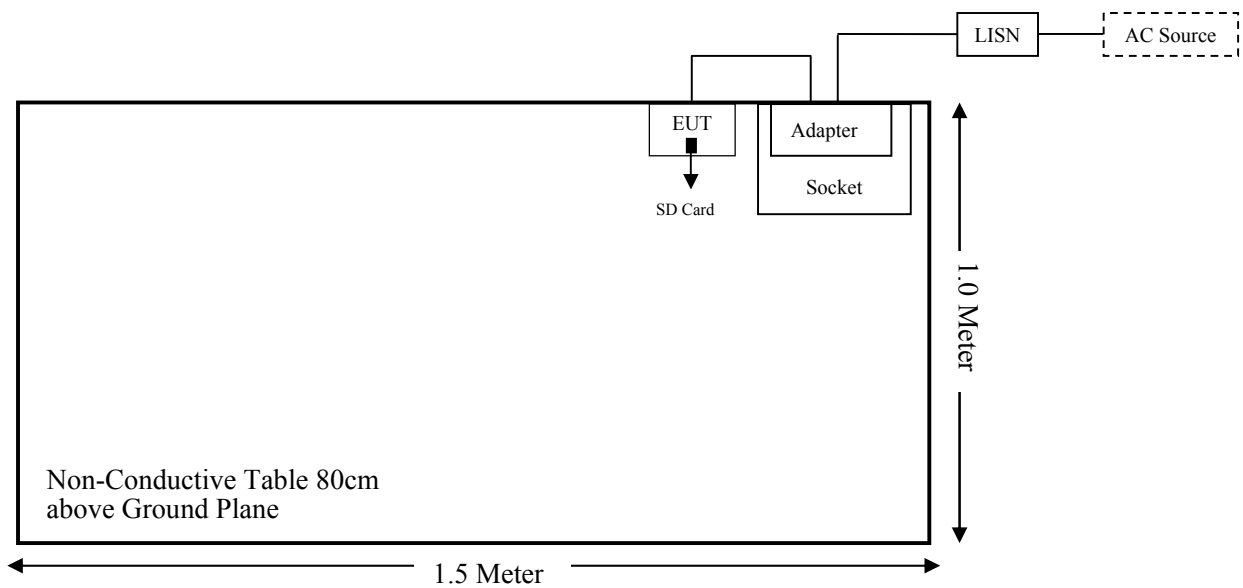 LISN
AC Source
EUT
Adapter
Socket
SD Card
1.0 Meter
Non-Conductive Table 80cm
above Ground Plane
1.5 Meter